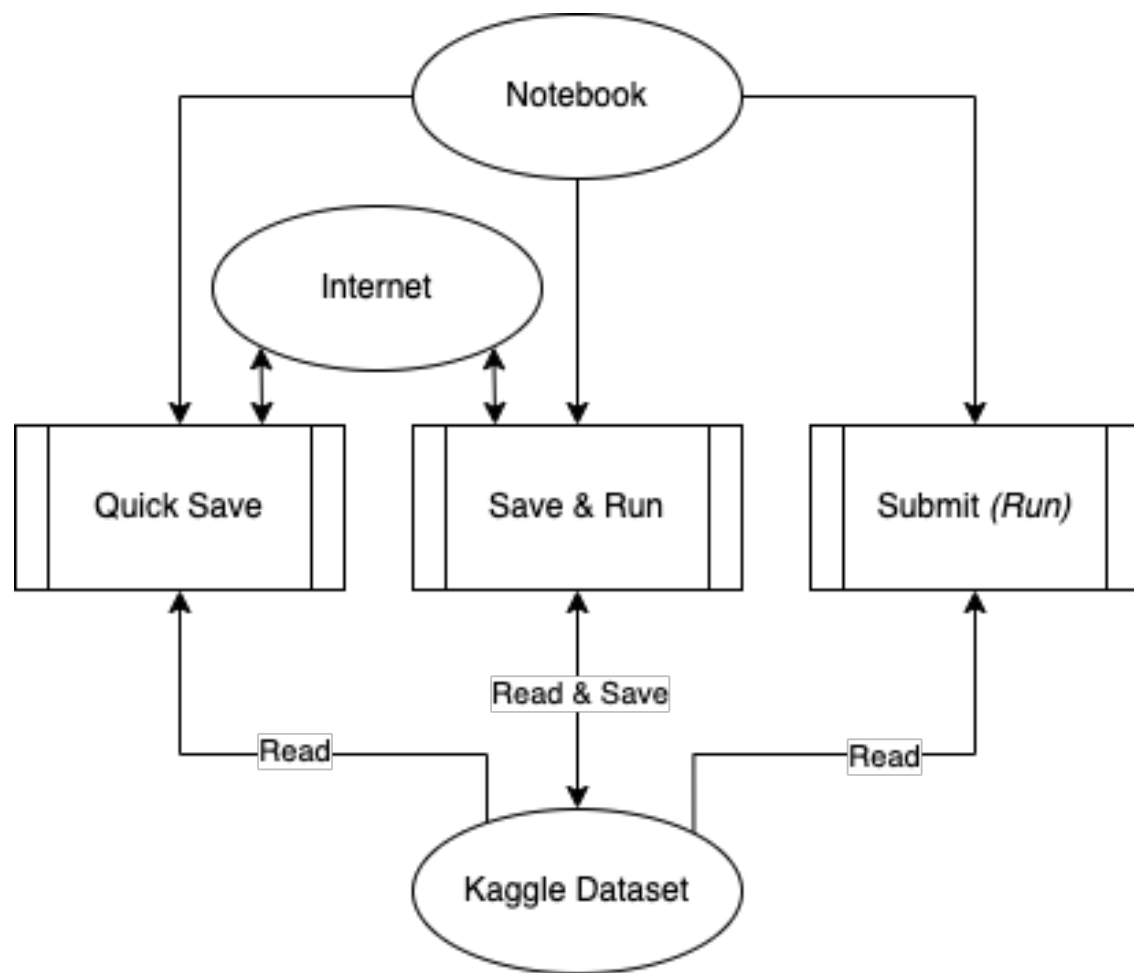 Notebook
Internet
Quick Save
Save & Run
Submit (Run)
Read & Save
Read
Read
Kaggle Dataset